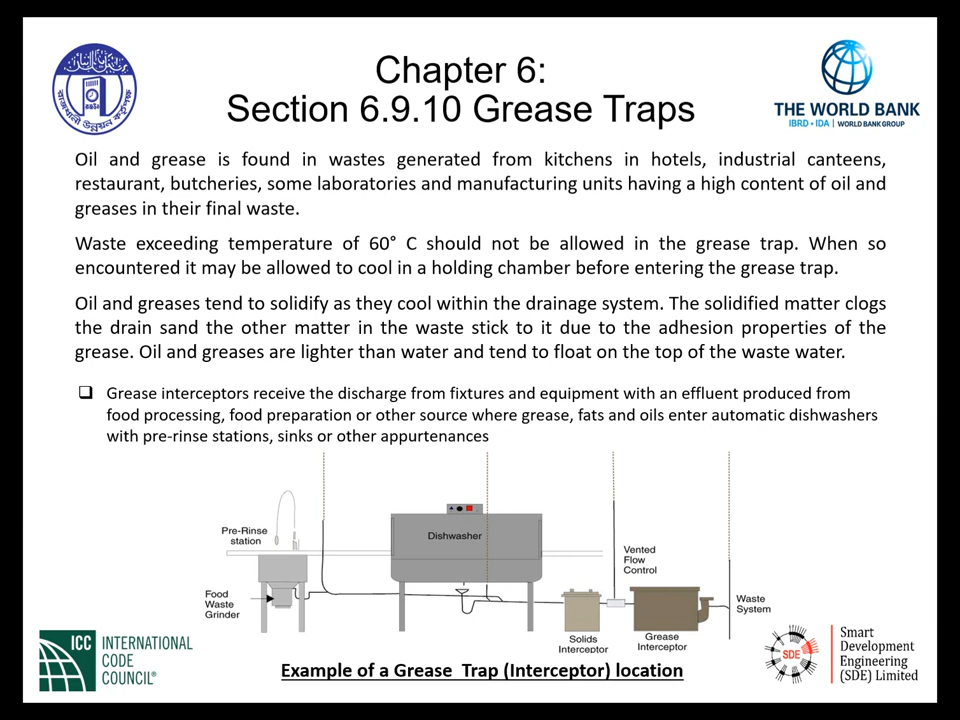 Chapter 6:
Section 6.9.10 Grease Traps
THE WORLD BANK
IBRD • IDA | WORLD BANK GROUP
Oil and grease is found in wastes generated from kitchens in hotels, industrial canteens,
restaurant, butcheries, some laboratories and manufacturing units having a high content of oil and
greases in their final waste.
Waste exceeding temperature of 60° C should not be allowed in the grease trap. When so
encountered it may be allowed to cool in a holding chamber before entering the grease trap.
Oil and greases tend to solidify as they cool within the drainage system. The solidified matter clogs
the drain sand the other matter in the waste stick to it due to the adhesion properties of the
grease. Oil and greases are lighter than water and tend to float on the top of the waste water.
❑ Grease interceptors receive the discharge from fixtures and equipment with an effluent produced from
food processing, food preparation or other source where grease, fats and oils enter automatic dishwashers
with pre-rinse stations, sinks or other appurtenances
Pre-Rinse
station
Dishwasher
Vented
Flow
Control
Food
Waste
Grinder
Waste
System
Solids
Interceptor
Grease
Interceptor
Example of a Grease Trap (Interceptor) location
ICC
INTERNATIONAL
CODE
COUNCIL®
SDE
Smart
Development
Engineering
(SDE) Limited